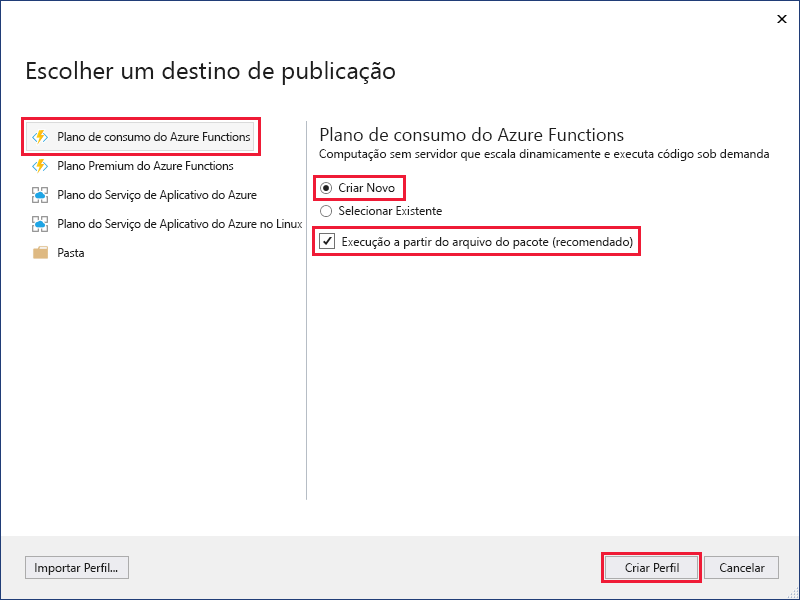 Escolher um destino de publicação
Plano de consumo do Azure Functions
Plano Premium do Azure Functions
Plano do Serviço de Aplicativo do Azure
Plano do Serviço de Aplicativo do Azure no Linux
Pasta
Plano de consumo do Azure Functions
Computação sem servidor que escala dinamicamente e executa código sob demanda
Criar Novo
Selecionar Existente
Execução a partir do arquivo do pacote (recomendado)
Importar Perfil...
Criar Perfil
Cancelar